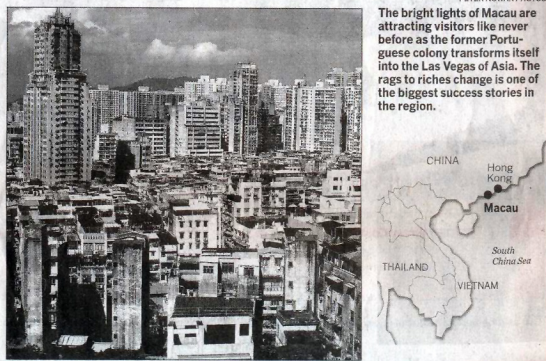 The bright lights of Macau are
attracting visitors like never
before as the former Portu-
guese colony transforms itself
into the Las Vegas of Asia. The
rags to riches change is one of
the biggest success stories in
the region.
CHINA
Hong
Kong
Macau
South
China Sea
THAILAND
VIETNAM